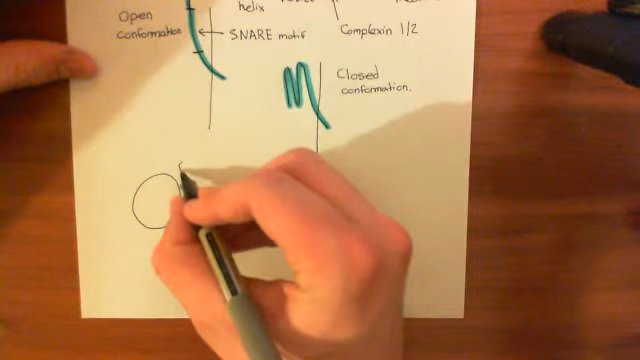 helix
Open
conformation
SNARE motif
Complexin 1/2
Closed
conformation.